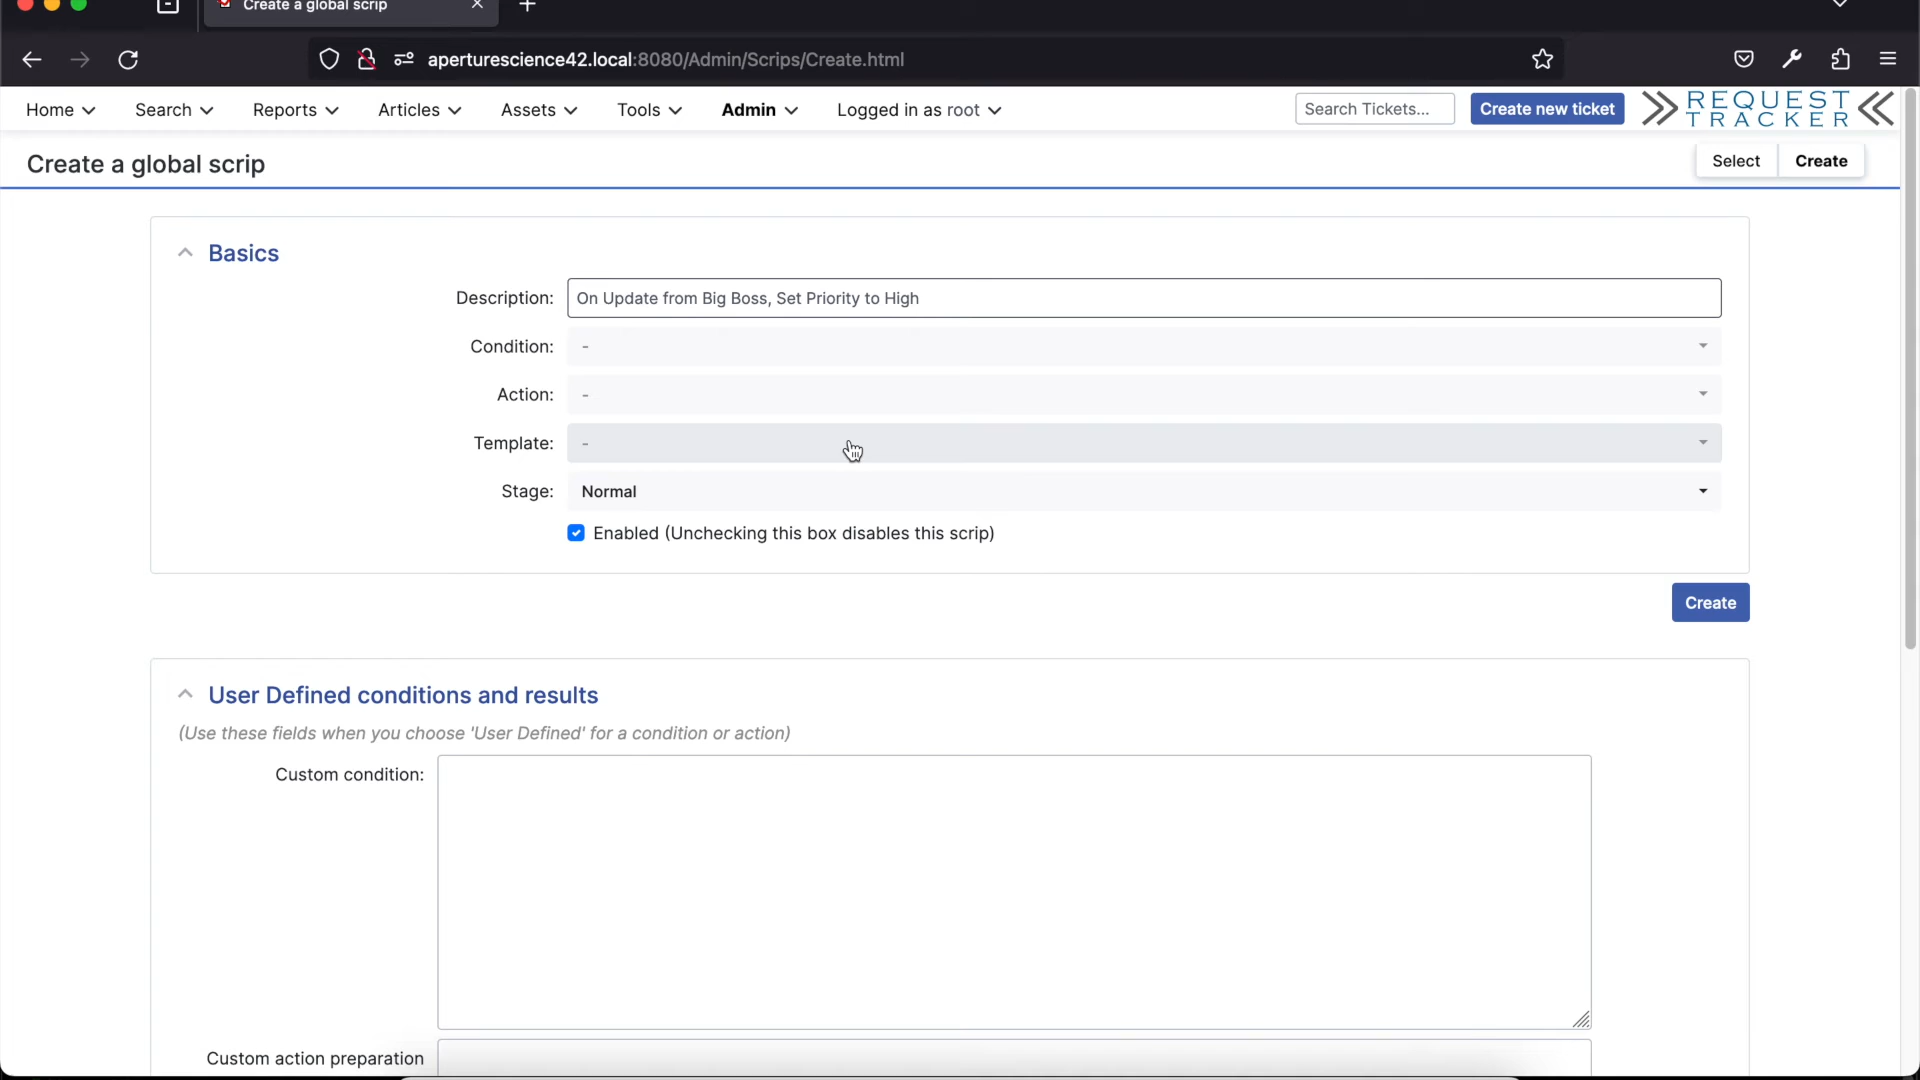 Create a global scrip
aperturescience42.local:8080/Admin/Scrips/Create.html
Home Search Reports Articles Assets Tools Admin Logged in as root Search Tickets... Create new ticket REQUEST TRACKER
Create a global scrip Select Create
Basics
Description: On Update from Big Boss, Set Priority to High
Condition: -
Action: -
Template: -
Stage: Normal
Enabled (Unchecking this box disables this scrip)
Create
User Defined conditions and results
(Use these fields when you choose 'User Defined' for a condition or action)
Custom condition:
Custom action preparation